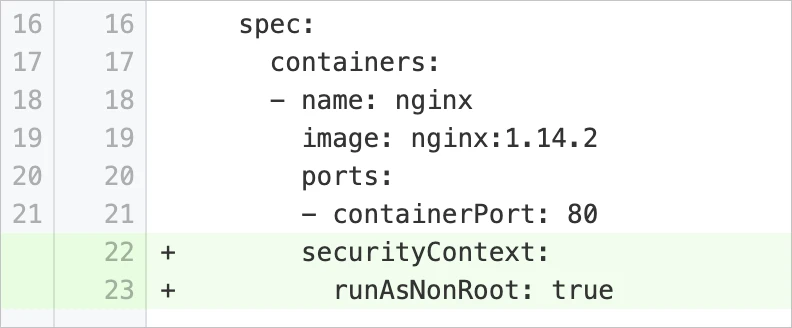 16 16 spec:
17 17 containers:
18 18 - name: nginx
19 19 image: nginx:1.14.2
20 20 ports:
21 21 - containerPort: 80
22 + securityContext:
23 + runAsNonRoot: true